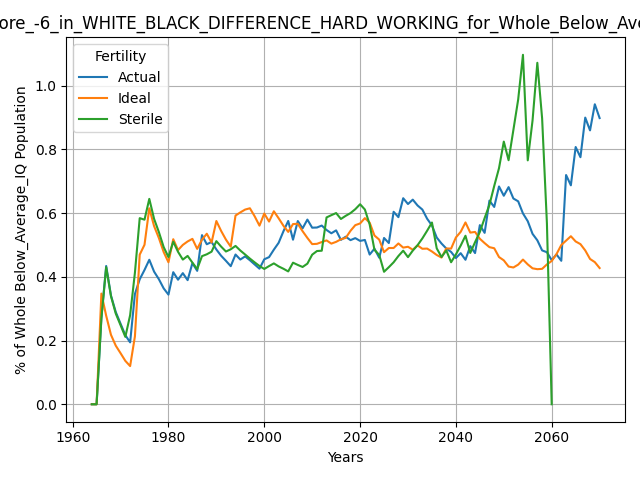 ore_-6_in_WHITE_BLACK_DIFFERENCE_HARD_WORKING_for_Whole_Below_Ave
Fertility
Actual
Ideal
Sterile
% of Whole Below_Average_IQ Population
1.0
0.8
0.6
0.4
0.2
0.0
1960
1980
2000
2020
2040
2060
Years